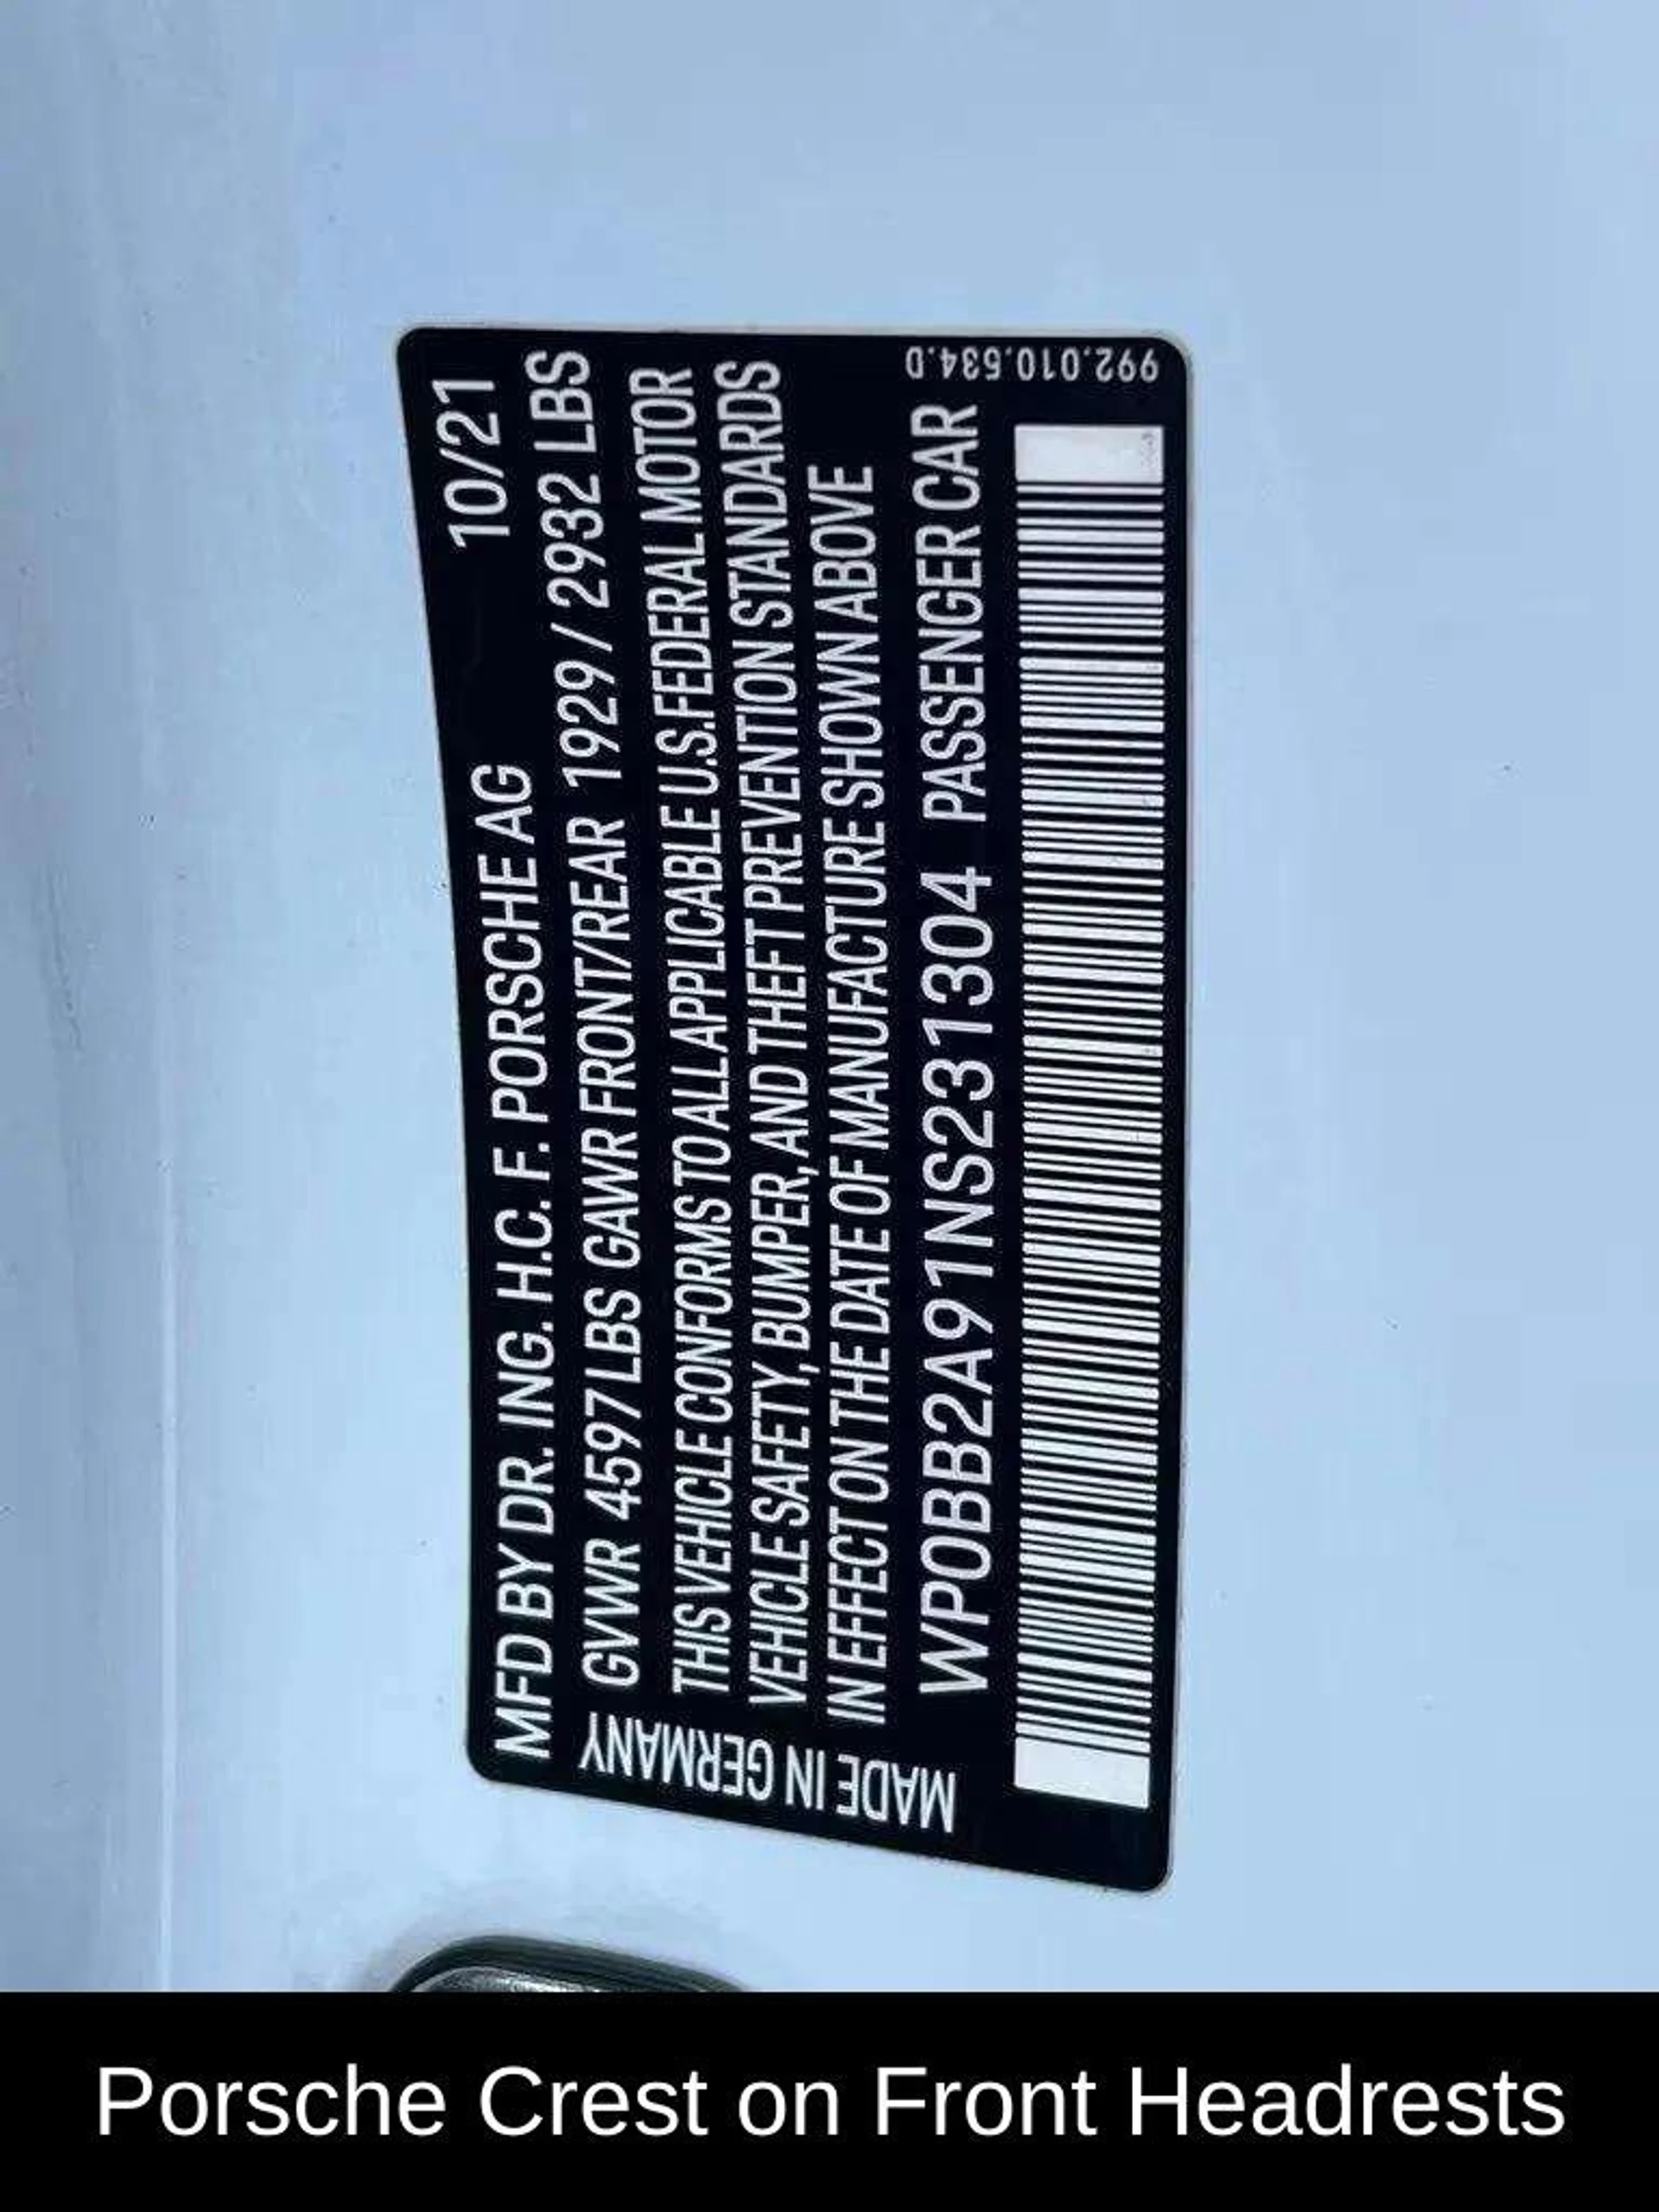 MFD BY DR. ING. H.C. F. PORSCHE AG 10/21
GVWR 4597 LBS GAWR FRONT/REAR 1929 / 2932 LBS
THIS VEHICLE CONFORMS TO ALL APPLICABLE U.S. FEDERAL MOTOR
VEHICLE SAFETY, BUMPER, AND THEFT PREVENTION STANDARDS
IN EFFECT ON THE DATE OF MANUFACTURE SHOWN ABOVE
WP0BB2A91NS231304 PASSENGER CAR
MADE IN GERMANY
992.010.534.D
Porsche Crest on Front Headrests